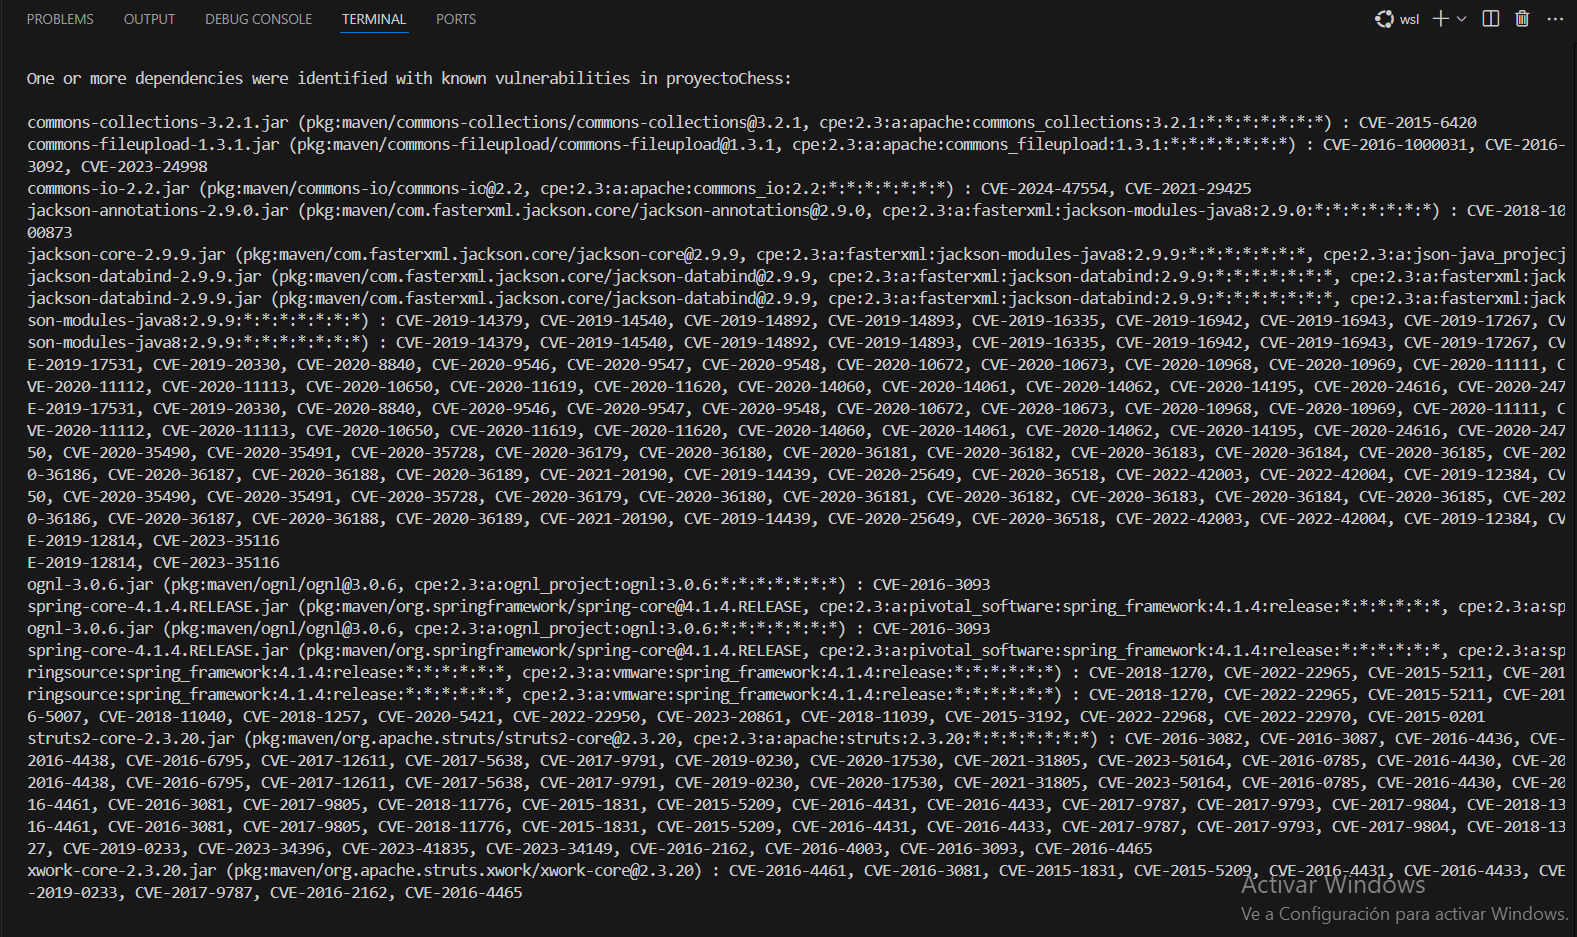 PROBLEMS OUTPUT DEBUG CONSOLE TERMINAL PORTS wsl
One or more dependencies were identified with known vulnerabilities in proyectoChess:
commons-collections-3.2.1.jar (pkg:maven/commons-collections/commons-collections@3.2.1, cpe:2.3:a:apache:commons_collections:3.2.1:*:*:*:*:*:*:*) : CVE-2015-6420
commons-fileupload-1.3.1.jar (pkg:maven/commons-fileupload/commons-fileupload@1.3.1, cpe:2.3:a:apache:commons_fileupload:1.3.1:*:*:*:*:*:*:*) : CVE-2016-1000031, CVE-2016-
3092, CVE-2023-24998
commons-io-2.2.jar (pkg:maven/commons-io/commons-io@2.2, cpe:2.3:a:apache:commons_io:2.2:*:*:*:*:*:*:*) : CVE-2024-47554, CVE-2021-29425
jackson-annotations-2.9.0.jar (pkg:maven/com.fasterxml.jackson.core/jackson-annotations@2.9.0, cpe:2.3:a:fasterxml:jackson-modules-java8:2.9.0:*:*:*:*:*:*:*) : CVE-2018-10
00873
jackson-core-2.9.9.jar (pkg:maven/com.fasterxml.jackson.core/jackson-core@2.9.9, cpe:2.3:a:fasterxml:jackson-modules-java8:2.9.9:*:*:*:*:*:*:*, cpe:2.3:a:json-java_projecj
jackson-databind-2.9.9.jar (pkg:maven/com.fasterxml.jackson.core/jackson-databind@2.9.9, cpe:2.3:a:fasterxml:jackson-databind:2.9.9:*:*:*:*:*:*:*, cpe:2.3:a:fasterxml:jack
jackson-databind-2.9.9.jar (pkg:maven/com.fasterxml.jackson.core/jackson-databind@2.9.9, cpe:2.3:a:fasterxml:jackson-databind:2.9.9:*:*:*:*:*:*:*, cpe:2.3:a:fasterxml:jack
son-modules-java8:2.9.9:*:*:*:*:*:*:*) : CVE-2019-14379, CVE-2019-14540, CVE-2019-14892, CVE-2019-14893, CVE-2019-16335, CVE-2019-16942, CVE-2019-16943, CVE-2019-17267, CV
son-modules-java8:2.9.9:*:*:*:*:*:*:*) : CVE-2019-14379, CVE-2019-14540, CVE-2019-14892, CVE-2019-14893, CVE-2019-16335, CVE-2019-16942, CVE-2019-16943, CVE-2019-17267, CV
E-2019-17531, CVE-2019-20330, CVE-2020-8840, CVE-2020-9546, CVE-2020-9547, CVE-2020-9548, CVE-2020-10672, CVE-2020-10673, CVE-2020-10968, CVE-2020-10969, CVE-2020-11111, C
VE-2020-11112, CVE-2020-11113, CVE-2020-10650, CVE-2020-11619, CVE-2020-11620, CVE-2020-14060, CVE-2020-14061, CVE-2020-14062, CVE-2020-14195, CVE-2020-24616, CVE-2020-247
E-2019-17531, CVE-2019-20330, CVE-2020-8840, CVE-2020-9546, CVE-2020-9547, CVE-2020-9548, CVE-2020-10672, CVE-2020-10673, CVE-2020-10968, CVE-2020-10969, CVE-2020-11111, C
VE-2020-11112, CVE-2020-11113, CVE-2020-10650, CVE-2020-11619, CVE-2020-11620, CVE-2020-14060, CVE-2020-14061, CVE-2020-14062, CVE-2020-14195, CVE-2020-24616, CVE-2020-247
50, CVE-2020-35490, CVE-2020-35491, CVE-2020-35728, CVE-2020-36179, CVE-2020-36180, CVE-2020-36181, CVE-2020-36182, CVE-2020-36183, CVE-2020-36184, CVE-2020-36185, CVE-202
0-36186, CVE-2020-36187, CVE-2020-36188, CVE-2020-36189, CVE-2021-20190, CVE-2019-14439, CVE-2020-25649, CVE-2020-36518, CVE-2022-42003, CVE-2022-42004, CVE-2019-12384, CV
50, CVE-2020-35490, CVE-2020-35491, CVE-2020-35728, CVE-2020-36179, CVE-2020-36180, CVE-2020-36181, CVE-2020-36182, CVE-2020-36183, CVE-2020-36184, CVE-2020-36185, CVE-202
0-36186, CVE-2020-36187, CVE-2020-36188, CVE-2020-36189, CVE-2021-20190, CVE-2019-14439, CVE-2020-25649, CVE-2020-36518, CVE-2022-42003, CVE-2022-42004, CVE-2019-12384, CV
E-2019-12814, CVE-2023-35116
E-2019-12814, CVE-2023-35116
ognl-3.0.6.jar (pkg:maven/ognl/ognl@3.0.6, cpe:2.3:a:ognl_project:ognl:3.0.6:*:*:*:*:*:*:*) : CVE-2016-3093
spring-core-4.1.4.RELEASE.jar (pkg:maven/org.springframework/spring-core@4.1.4.RELEASE, cpe:2.3:a:pivotal_software:spring_framework:4.1.4:release:*:*:*:*:*:*, cpe:2.3:a:sp
ognl-3.0.6.jar (pkg:maven/ognl/ognl@3.0.6, cpe:2.3:a:ognl_project:ognl:3.0.6:*:*:*:*:*:*:*) : CVE-2016-3093
spring-core-4.1.4.RELEASE.jar (pkg:maven/org.springframework/spring-core@4.1.4.RELEASE, cpe:2.3:a:pivotal_software:spring_framework:4.1.4:release:*:*:*:*:*:*, cpe:2.3:a:sp
ringsource:spring_framework:4.1.4:release:*:*:*:*:*:*, cpe:2.3:a:vmware:spring_framework:4.1.4:release:*:*:*:*:*:*) : CVE-2018-1270, CVE-2022-22965, CVE-2015-5211, CVE-201
ringsource:spring_framework:4.1.4:release:*:*:*:*:*:*, cpe:2.3:a:vmware:spring_framework:4.1.4:release:*:*:*:*:*:*) : CVE-2018-1270, CVE-2022-22965, CVE-2015-5211, CVE-201
6-5007, CVE-2018-11040, CVE-2018-1257, CVE-2020-5421, CVE-2022-22950, CVE-2023-20861, CVE-2018-11039, CVE-2015-3192, CVE-2022-22968, CVE-2022-22970, CVE-2015-0201
struts2-core-2.3.20.jar (pkg:maven/org.apache.struts/struts2-core@2.3.20, cpe:2.3:a:apache:struts:2.3.20:*:*:*:*:*:*:*) : CVE-2016-3082, CVE-2016-3087, CVE-2016-4436, CVE-
2016-4438, CVE-2016-6795, CVE-2017-12611, CVE-2017-5638, CVE-2017-9791, CVE-2019-0230, CVE-2020-17530, CVE-2021-31805, CVE-2023-50164, CVE-2016-0785, CVE-2016-4430, CVE-20
2016-4438, CVE-2016-6795, CVE-2017-12611, CVE-2017-5638, CVE-2017-9791, CVE-2019-0230, CVE-2020-17530, CVE-2021-31805, CVE-2023-50164, CVE-2016-0785, CVE-2016-4430, CVE-20
16-4461, CVE-2016-3081, CVE-2017-9805, CVE-2018-11776, CVE-2015-1831, CVE-2015-5209, CVE-2016-4431, CVE-2016-4433, CVE-2017-9787, CVE-2017-9793, CVE-2017-9804, CVE-2018-13
16-4461, CVE-2016-3081, CVE-2017-9805, CVE-2018-11776, CVE-2015-1831, CVE-2015-5209, CVE-2016-4431, CVE-2016-4433, CVE-2017-9787, CVE-2017-9793, CVE-2017-9804, CVE-2018-13
27, CVE-2019-0233, CVE-2023-34396, CVE-2023-41835, CVE-2023-34149, CVE-2016-2162, CVE-2016-4003, CVE-2016-3093, CVE-2016-4465
xwork-core-2.3.20.jar (pkg:maven/org.apache.struts.xwork/xwork-core@2.3.20) : CVE-2016-4461, CVE-2016-3081, CVE-2015-1831, CVE-2015-5209, CVE-2016-4431, CVE-2016-4433, CVE
-2019-0233, CVE-2017-9787, CVE-2016-2162, CVE-2016-4465
Activar Windows
Ve a Configuración para activar Windows.